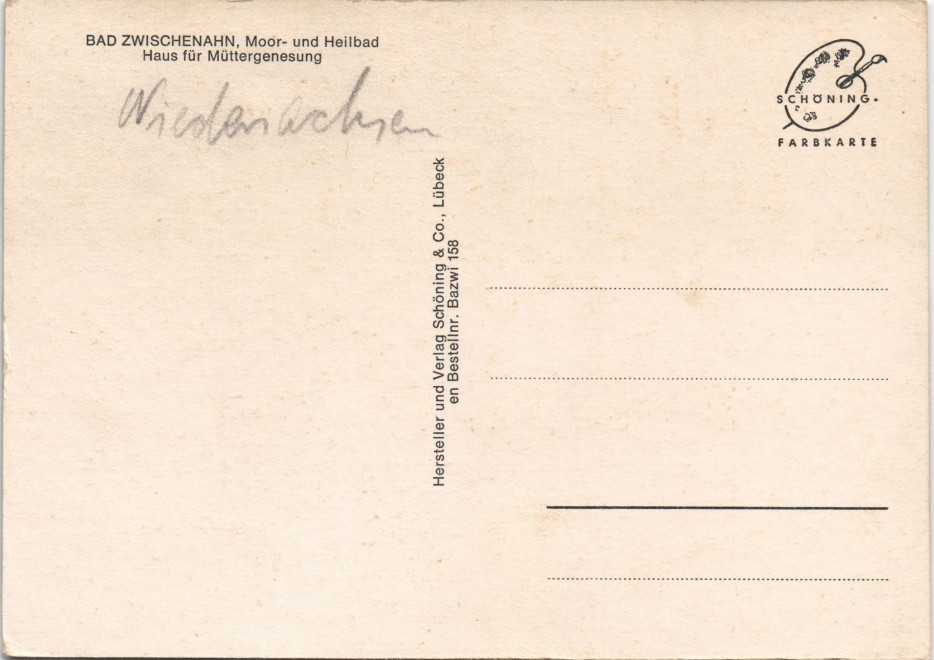 BAD ZWISCHENAHN, Moor- und Heilbad
Haus für Müttergenesung
Niedersachsen
Hersteller und Verlag Schöning & Co., Lübeck
en Bestellnr. Bazwi 158
SCHÖNING-
FARBKARTE